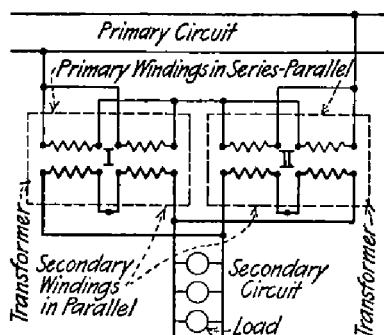 Primary Circuit
Primary Windings in Series-Parallel
I
II
Transformer
Secondary
Windings
in Parallel
Secondary
Circuit
Load
Transformer